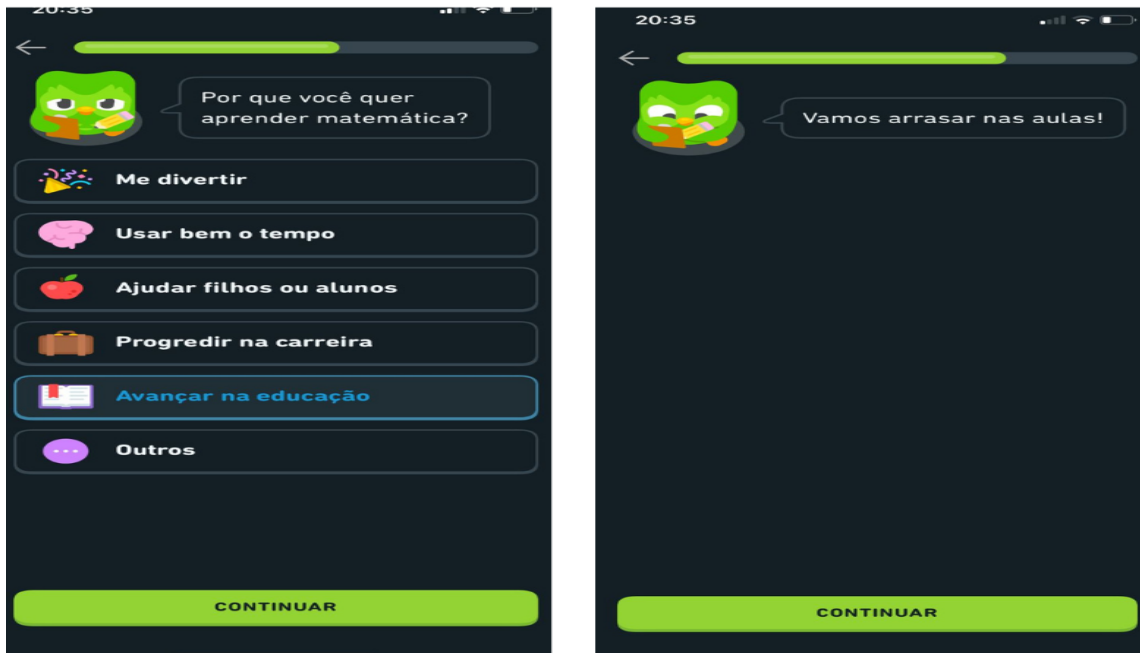 20:35
Por que você quer
aprender matemática?
Me divertir
Usar bem o tempo
Ajudar filhos ou alunos
Progredir na carreira
Avançar na educação
Outros
CONTINUAR
20:35
Vamos arrasar nas aulas!
CONTINUAR